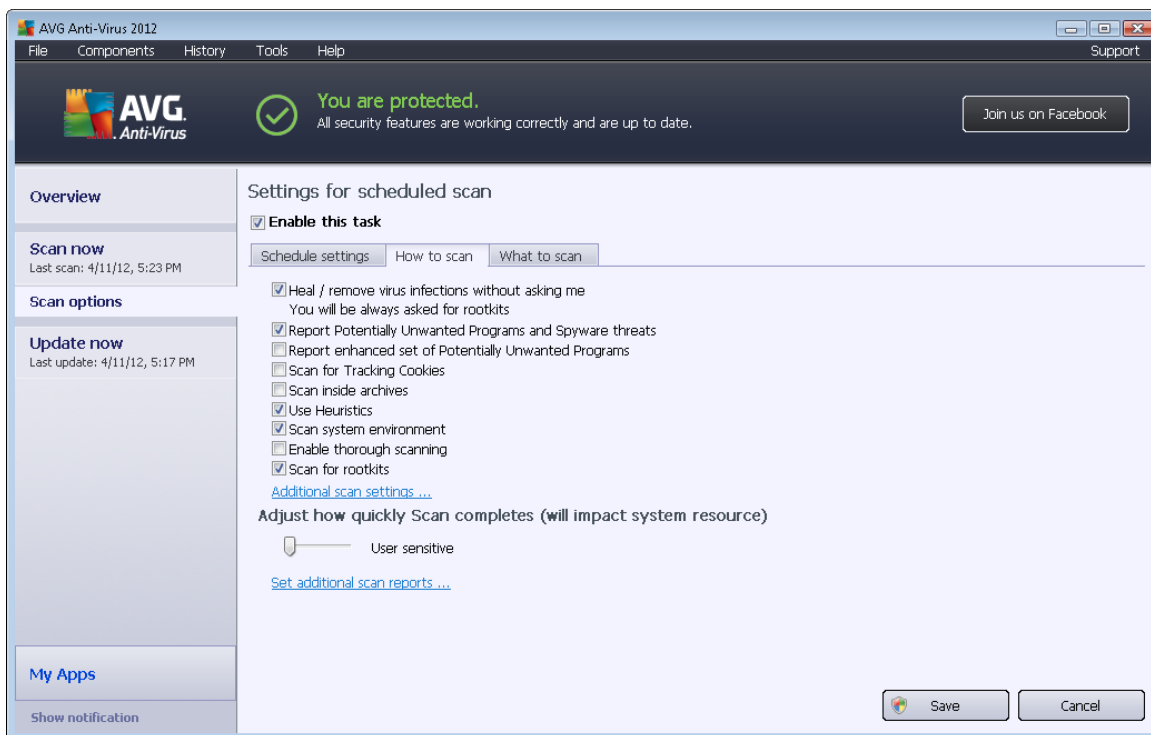 AVG Anti-Virus 2012
File Components History Tools Help Support
AVG.
Anti-Virus
You are protected.
All security features are working correctly and are up to date.
Join us on Facebook
Overview
Scan now
Last scan: 4/11/12, 5:23 PM
Scan options
Update now
Last update: 4/11/12, 5:17 PM
My Apps
Show notification
Settings for scheduled scan
Enable this task
Schedule settings How to scan What to scan
Heal / remove virus infections without asking me
You will be always asked for rootkits
Report Potentially Unwanted Programs and Spyware threats
Report enhanced set of Potentially Unwanted Programs
Scan for Tracking Cookies
Scan inside archives
Use Heuristics
Scan system environment
Enable thorough scanning
Scan for rootkits
Additional scan settings ...
Adjust how quickly Scan completes (will impact system resource)
User sensitive
Set additional scan reports ...
Save Cancel